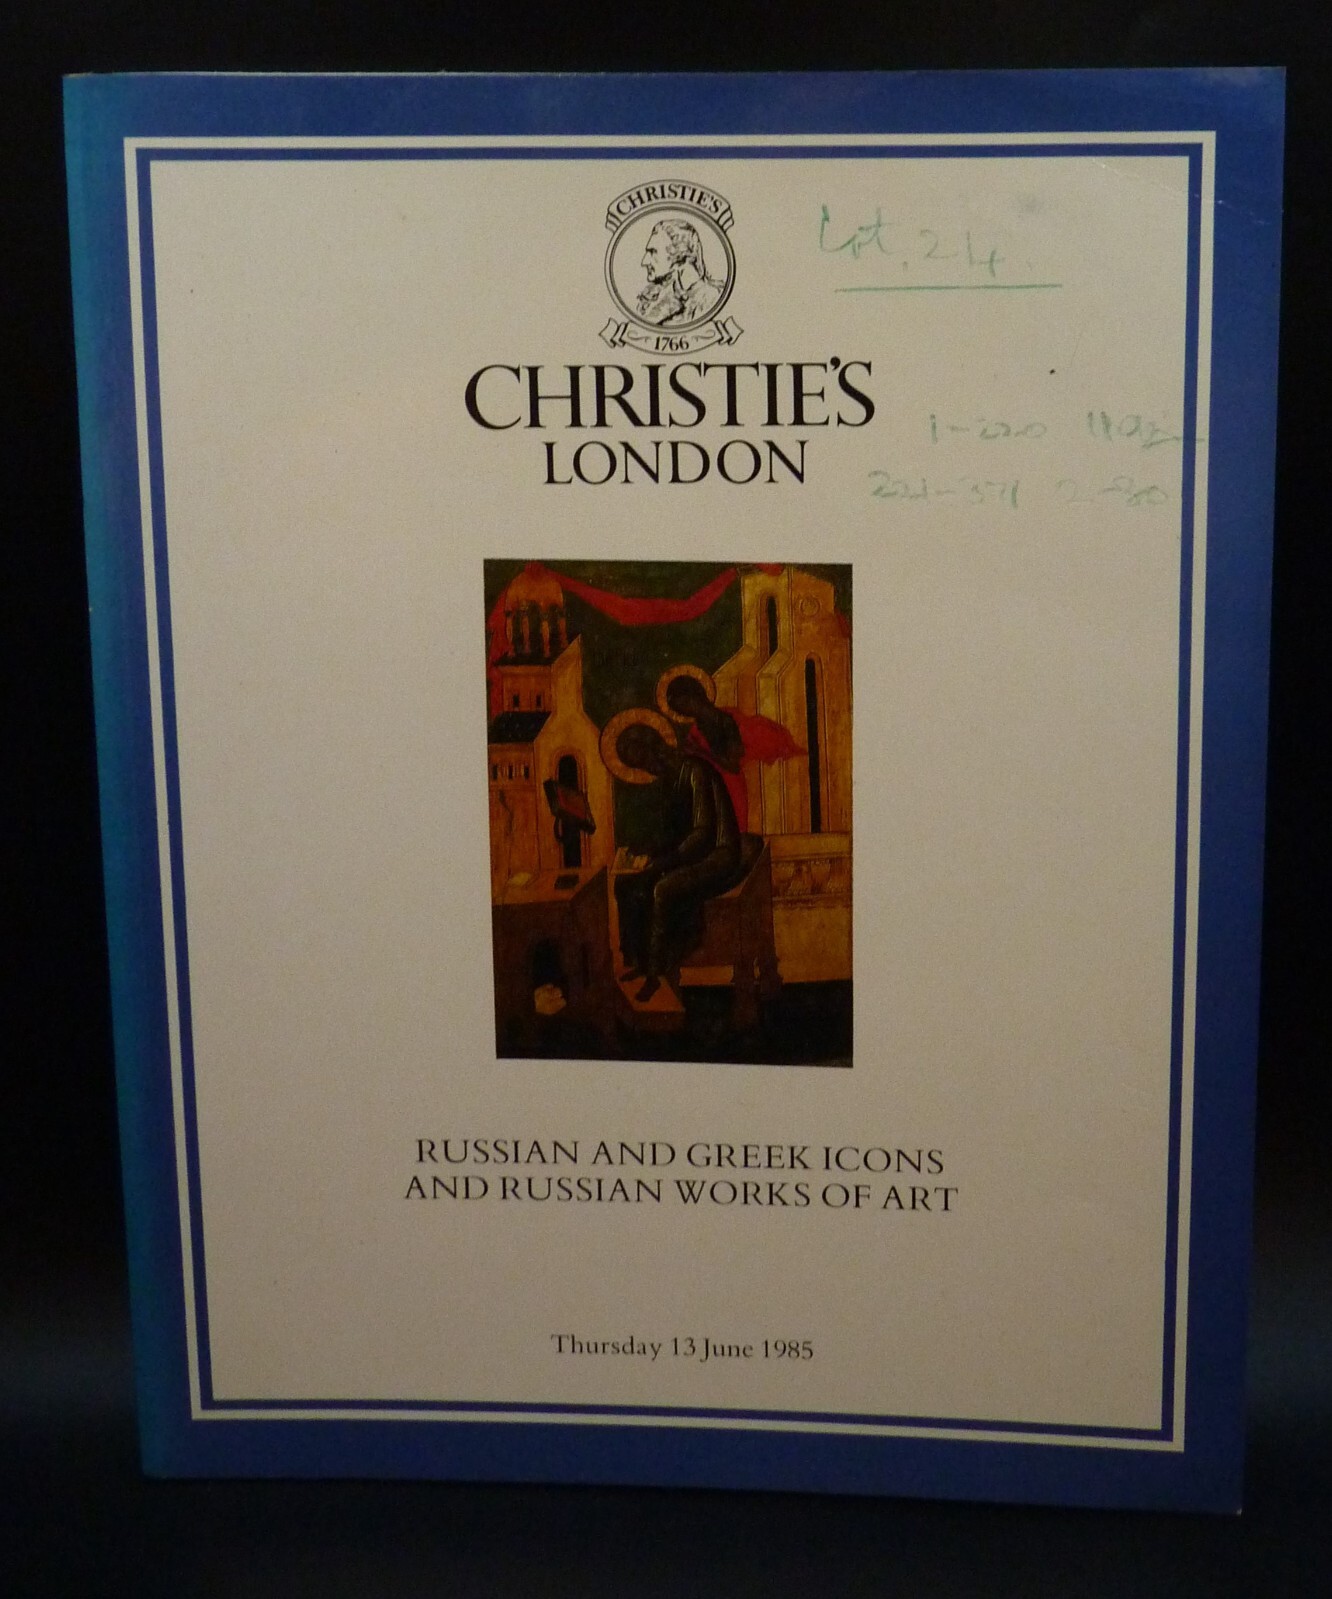 CHRISTIE'S
1766
Lot. 24.
CHRISTIE'S
LONDON
1-220
221-371
RUSSIAN AND GREEK ICONS
AND RUSSIAN WORKS OF ART
Thursday 13 June 1985